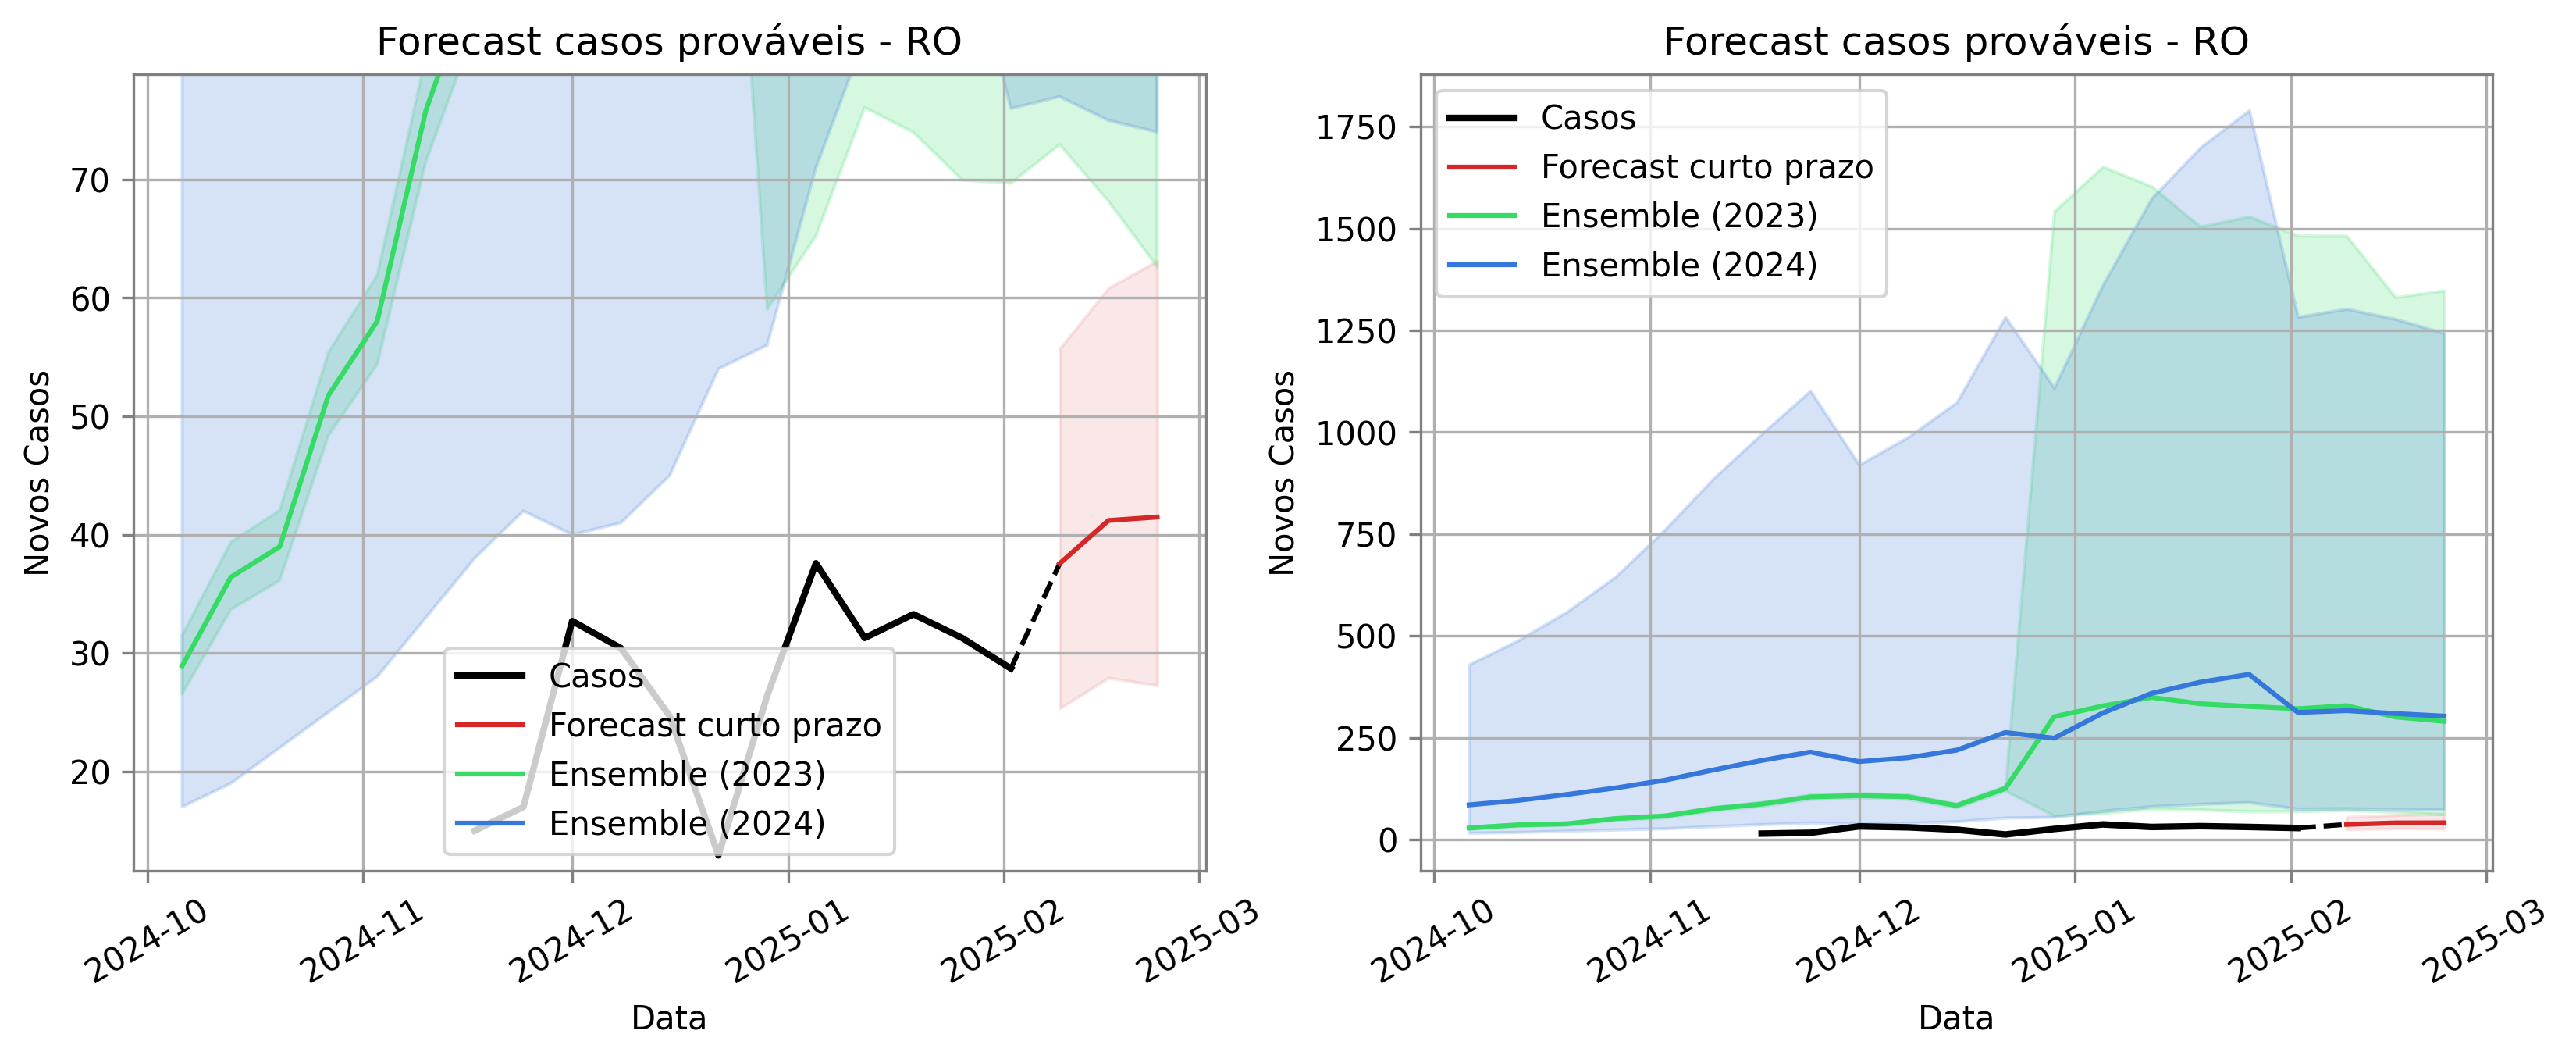 Forecast casos prováveis - RO
Novos Casos
70
60
50
40
30
20
Casos
Forecast curto prazo
Ensemble (2023)
Ensemble (2024)
2024-10
2024-11
2024-12
2025-01
2025-02
2025-03
Data
Forecast casos prováveis - RO
Novos Casos
1750
1500
1250
1000
750
500
250
0
Casos
Forecast curto prazo
Ensemble (2023)
Ensemble (2024)
2024-10
2024-11
2024-12
2025-01
2025-02
2025-03
Data